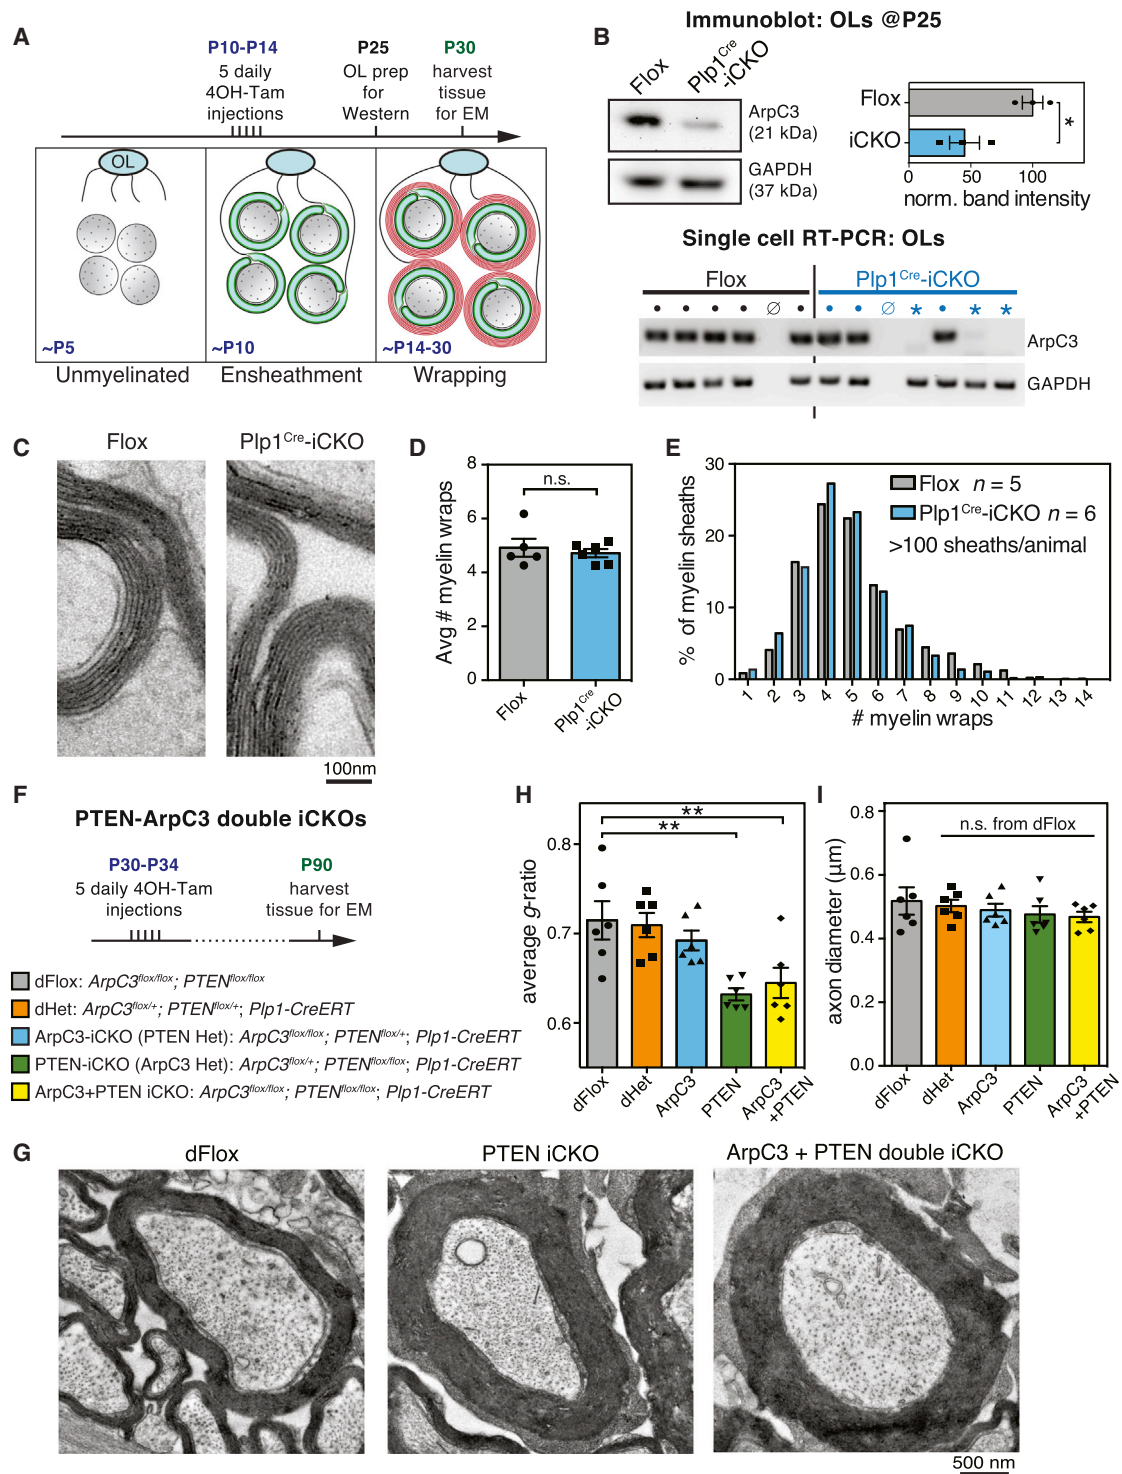 A
P10-P14
5 daily
4OH-Tam
injections
P25
OL prep
for
Western
P30
harvest
tissue
for EM
OL
~P5
~P10
~P14-30
Unmyelinated
Ensheathment
Wrapping
B
Immunoblot: OLs @P25
Flox
Plp1Cre
-iCKO
ArpC3
(21 kDa)
GAPDH
(37 kDa)
Flox
iCKO
*
0
50
100
norm. band intensity
Single cell RT-PCR: OLs
Flox
Plp1Cre-iCKO
• • • • ∅ • • • ∅ * • * *
ArpC3
GAPDH
C
Flox
Plp1Cre-iCKO
100nm
D
8
6
4
2
0
Avg # myelin wraps
n.s.
Flox
Plp1Cre
-iCKO
E
30
20
10
0
% of myelin sheaths
Flox n = 5
Plp1Cre-iCKO n = 6
>100 sheaths/animal
1 2 3 4 5 6 7 8 9 10 11 12 13 14
# myelin wraps
F
PTEN-ArpC3 double iCKOs
P30-P34
5 daily 4OH-Tam
injections
P90
harvest
tissue for EM
dFlox: ArpC3flox/flox; PTENflox/flox
dHet: ArpC3flox/+; PTENflox/+; Plp1-CreERT
ArpC3-iCKO (PTEN Het): ArpC3flox/flox; PTENflox/+; Plp1-CreERT
PTEN-iCKO (ArpC3 Het): ArpC3flox/+; PTENflox/flox; Plp1-CreERT
ArpC3+PTEN iCKO: ArpC3flox/flox; PTENflox/flox; Plp1-CreERT
H
**
**
0.8
0.7
0.6
average g-ratio
dFlox
dHet
ArpC3
PTEN
ArpC3
+PTEN
I
0.8
0.6
0.4
0.2
0.0
axon diameter (µm)
n.s. from dFlox
dFlox
dHet
ArpC3
PTEN
ArpC3
+PTEN
G
dFlox
PTEN iCKO
ArpC3 + PTEN double iCKO
500 nm